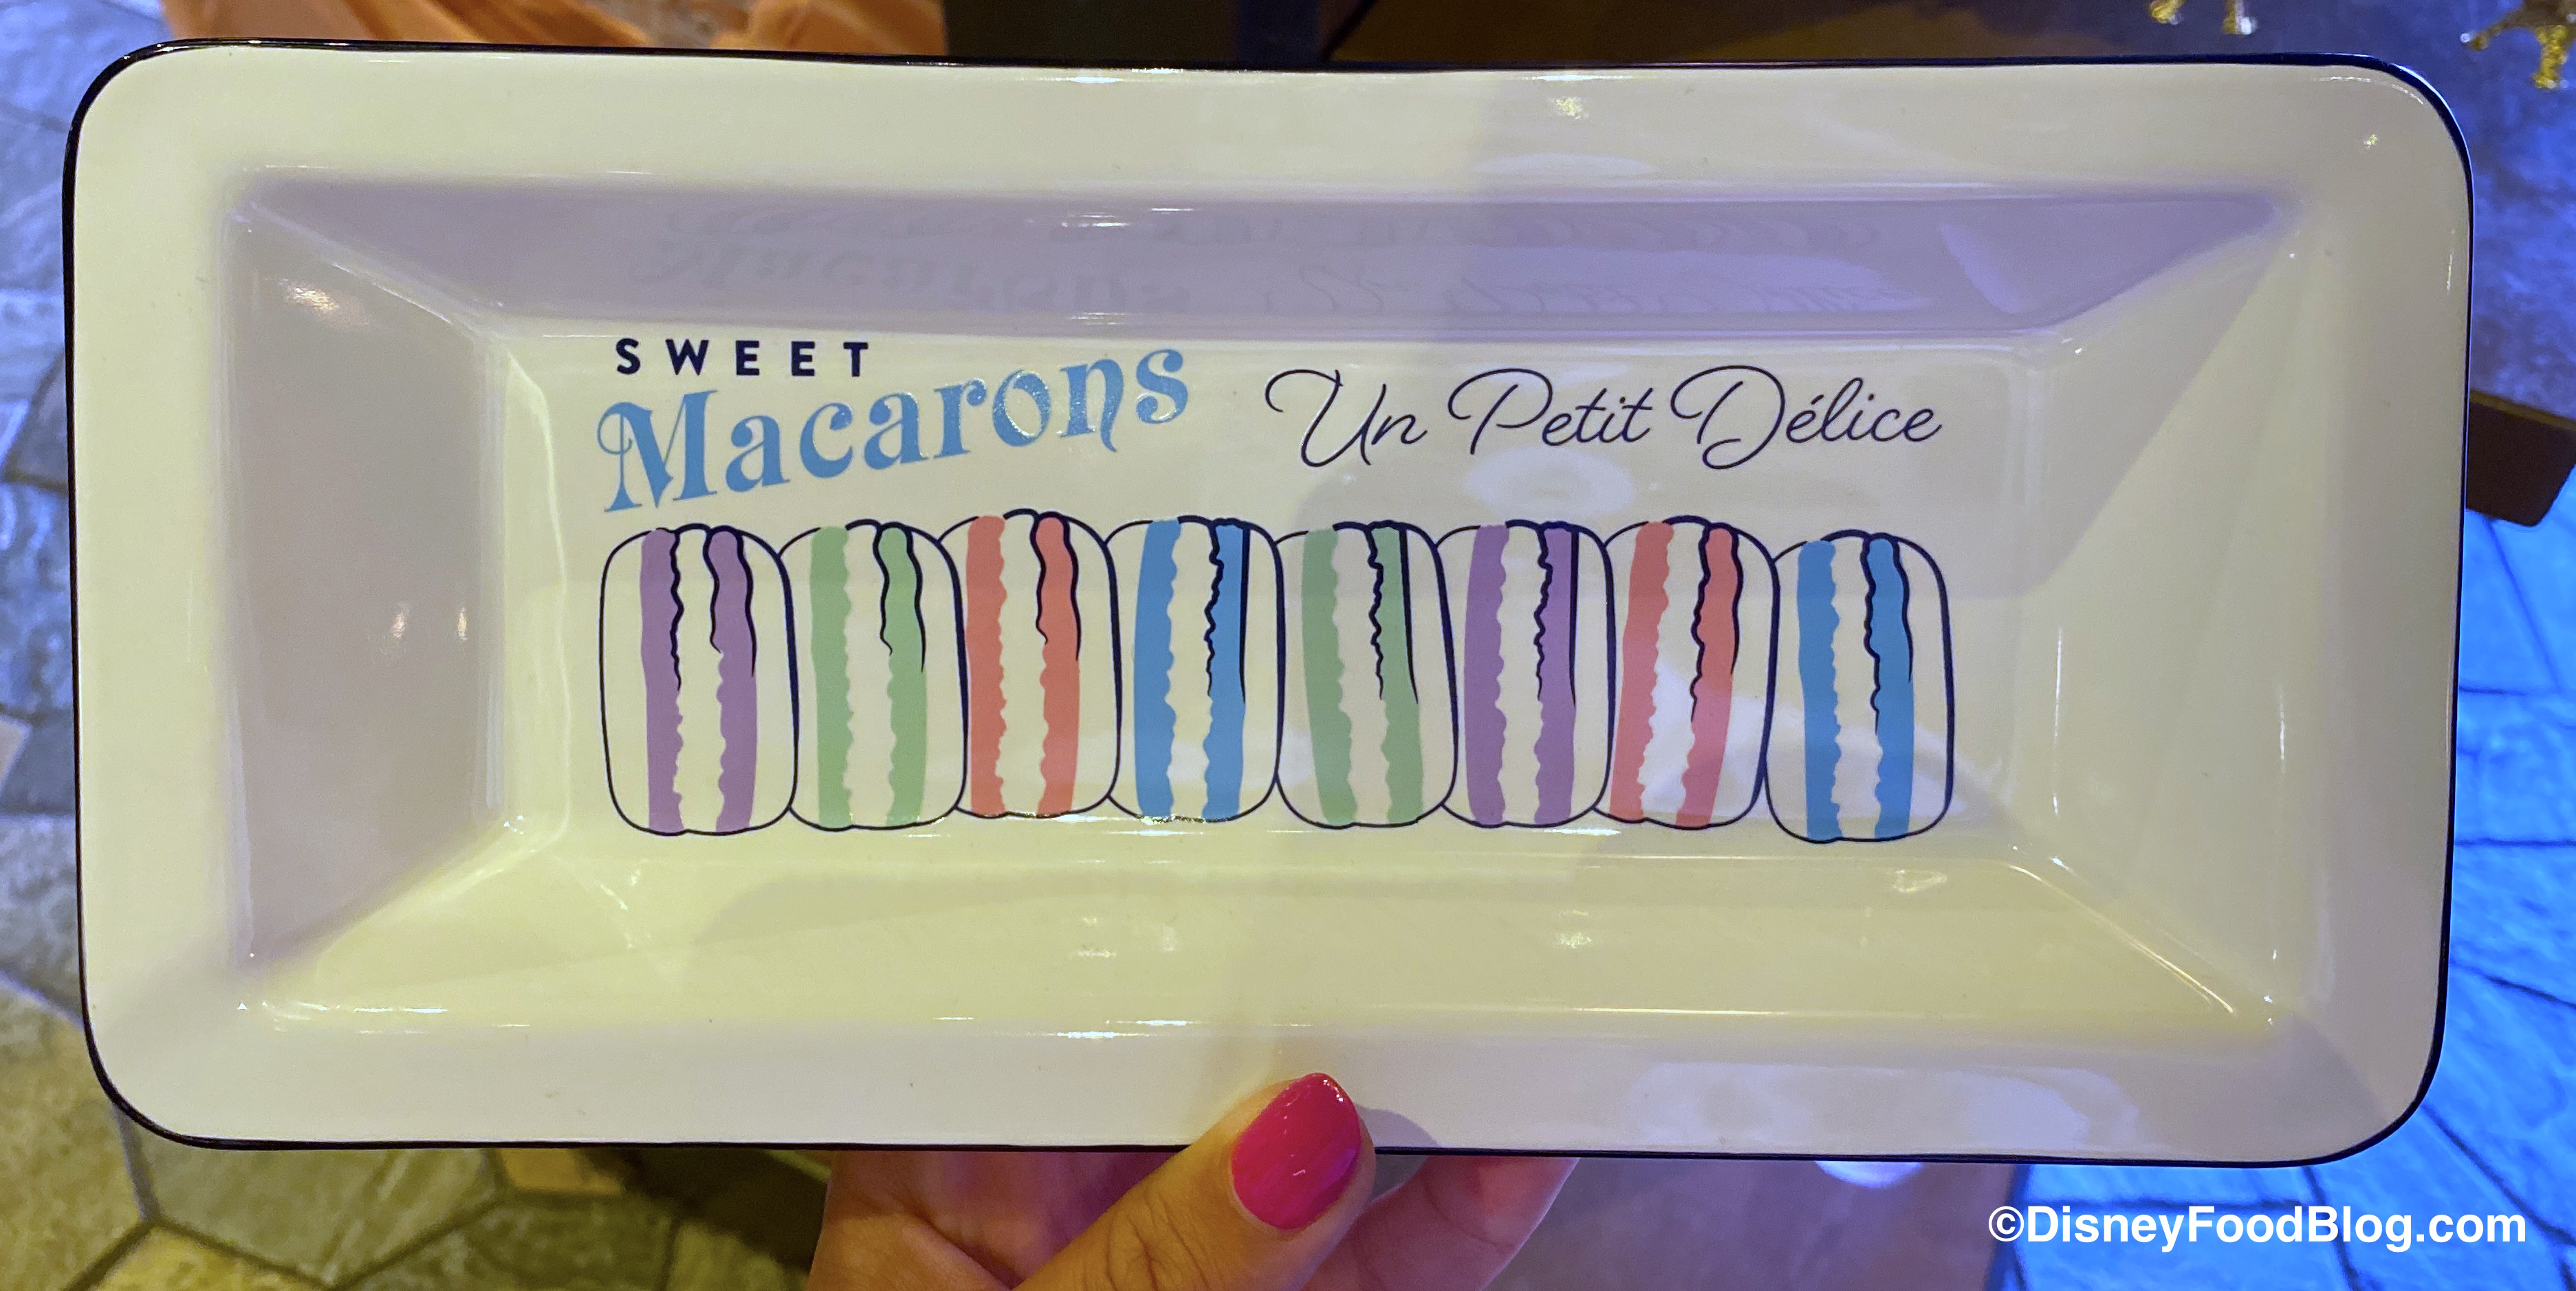 SWEET
Macarons
Un Petit Délice
©DisneyFoodBlog.com